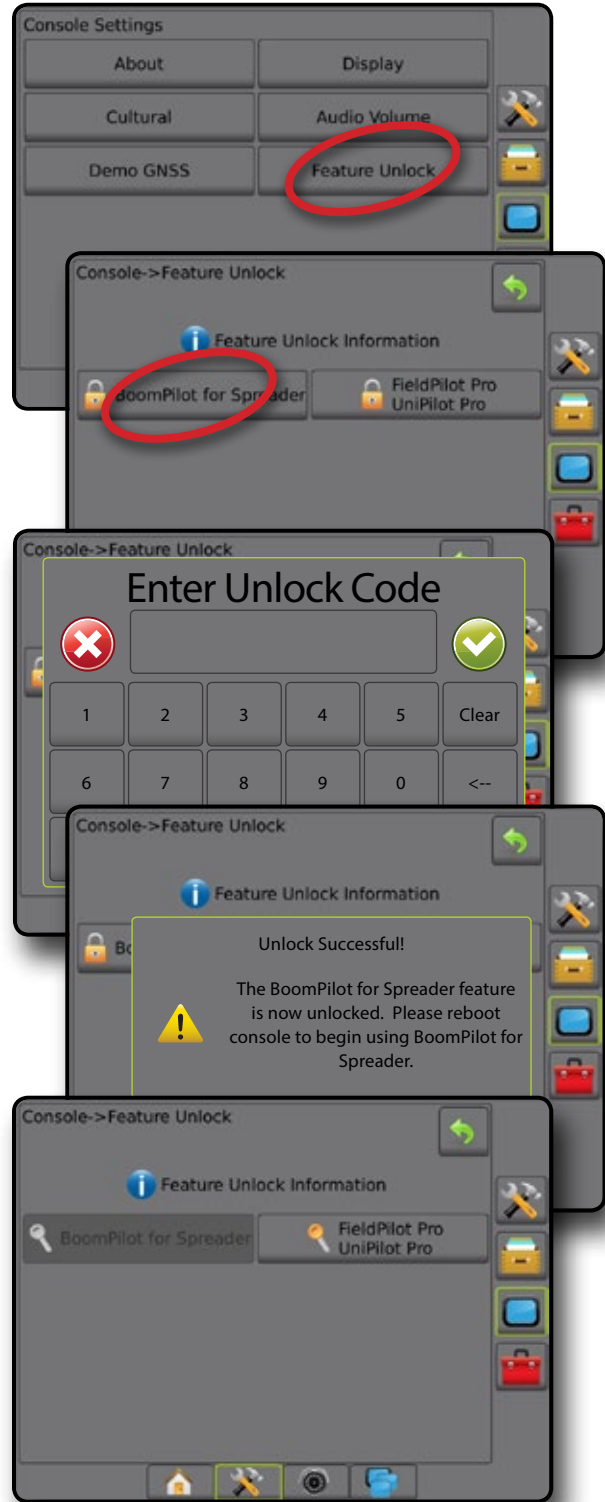 Console Settings
About
Display
Cultural
Audio Volume
Demo GNSS
Feature Unlock
Console->Feature Unlock
Feature Unlock Information
BoomPilot for Spreader
FieldPilot Pro
UniPilot Pro
Console->Feature Unlock
Enter Unlock Code
1 2 3 4 5 Clear
6 7 8 9 0 <--
Console->Feature Unlock
Feature Unlock Information
Bo
Unlock Successful!
The BoomPilot for Spreader feature
is now unlocked. Please reboot
console to begin using BoomPilot for
Spreader.
Console->Feature Unlock
Feature Unlock Information
BoomPilot for Spreader
FieldPilot Pro
UniPilot Pro